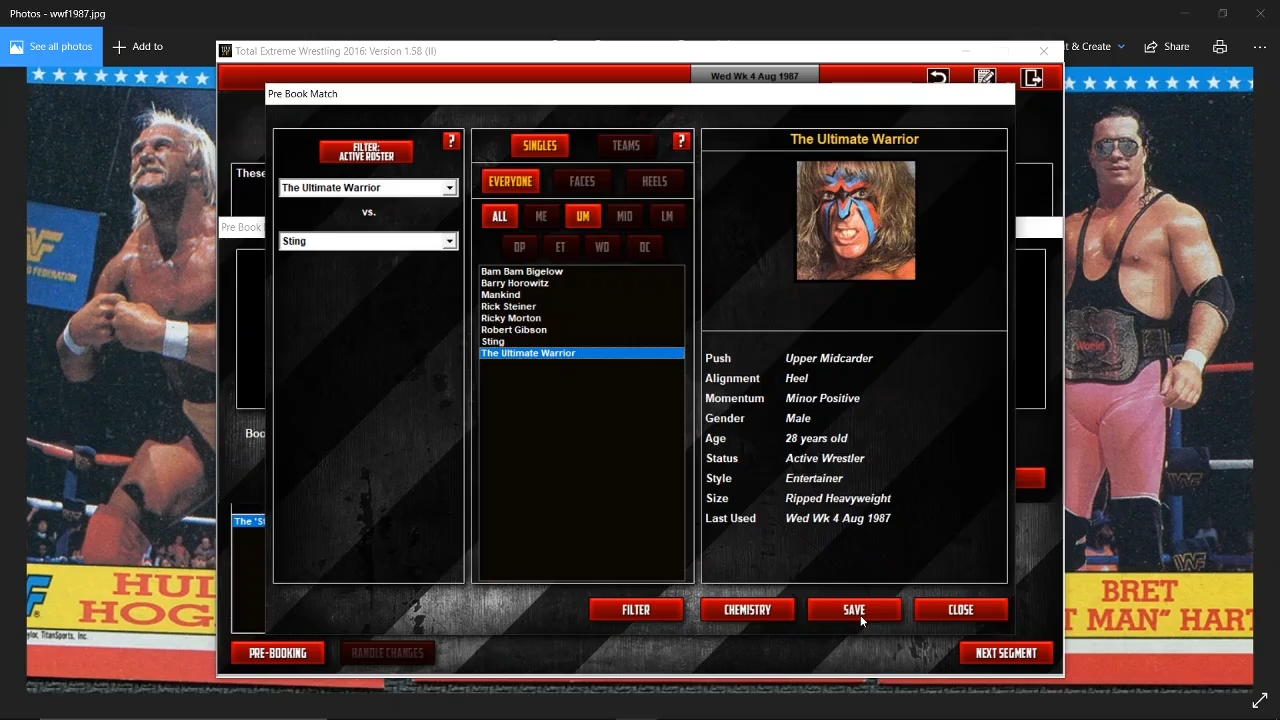 Photos - wwf1987.jpg
See all photos
Add to
Total Extreme Wrestling 2016: Version 1.58 (II)
t & Create
Share
Wed Wk 4 Aug 1987
Pre Book Match
FILTER:
ACTIVE ROSTER
?
SINGLES
TEAMS
?
The Ultimate Warrior
These
The Ultimate Warrior
vs.
Sting
EVERYONE
FACES
HEELS
ALL
ME
UM
MID
LM
OP
ET
WO
OC
Pre Book
Bam Bam Bigelow
Barry Horowitz
Mankind
Rick Steiner
Ricky Morton
Robert Gibson
Sting
The Ultimate Warrior
Push Upper Midcarder
Alignment Heel
Momentum Minor Positive
Gender Male
Age 28 years old
Status Active Wrestler
Style Entertainer
Size Ripped Heavyweight
Last Used Wed Wk 4 Aug 1987
Boo
The 'S
FILTER
CHEMISTRY
SAVE
CLOSE
PRE-BOOKING
HANDLE CHANGES
NEXT SEGMENT
FEDERATION
HUL
HOG
TitanSports, Inc.
World
WWF
BRET
T MAN" HART